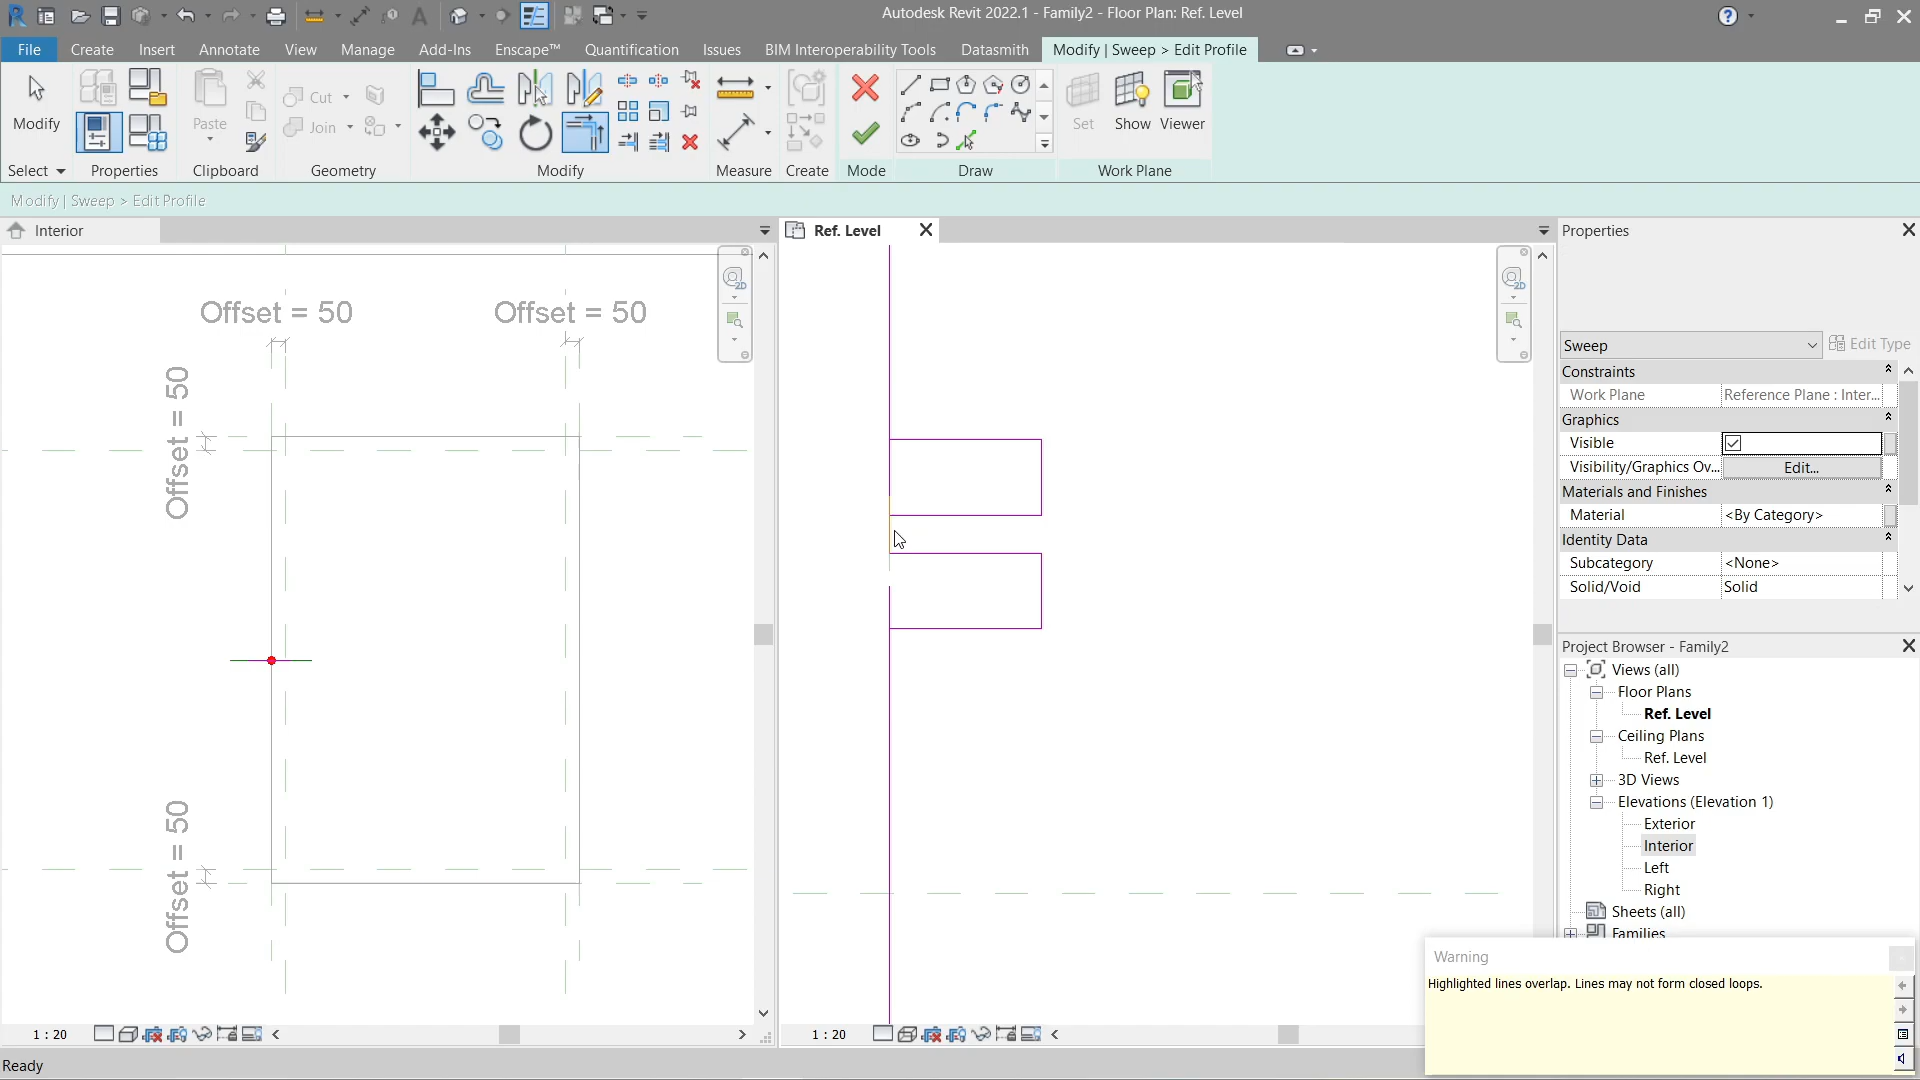 Autodesk Revit 2022.1 - Family2 - Floor Plan: Ref. Level
File
Create
Insert
Annotate
View
Manage
Add-Ins
Enscape™
Quantification
Issues
BIM Interoperability Tools
Datasmith
Modify | Sweep > Edit Profile
Modify
Paste
Cut
Join
Set
Show
Viewer
Select
Properties
Clipboard
Geometry
Modify
Measure
Create
Mode
Draw
Work Plane
Modify | Sweep > Edit Profile
Interior
Ref. Level
Properties
2D
2D
Offset = 50
Offset = 50
Offset = 50
Offset = 50
Sweep
Edit Type
Constraints
Work Plane
Reference Plane : Inter...
Graphics
Visible
Visibility/Graphics Ov...
Edit...
Materials and Finishes
Material
<By Category>
Identity Data
Subcategory
<None>
Solid/Void
Solid
Project Browser - Family2
Views (all)
Floor Plans
Ref. Level
Ceiling Plans
Ref. Level
3D Views
Elevations (Elevation 1)
Exterior
Interior
Left
Right
Sheets (all)
Families
Warning
Highlighted lines overlap. Lines may not form closed loops.
1 : 20
1 : 20
Ready